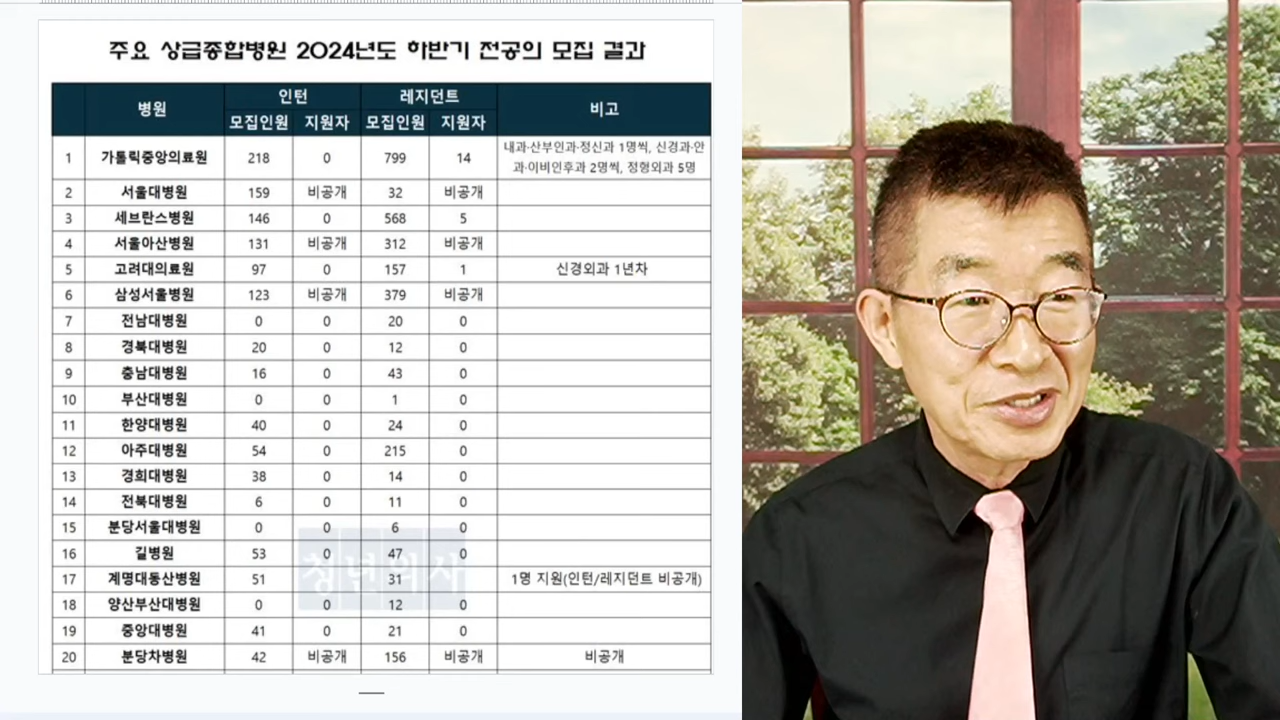 주요 상급종합병원 2024년도 하반기 전공의 모집 결과
병원 인턴 레지던트 비고
모집인원 지원자 모집인원 지원자
1 가톨릭중앙의료원 218 0 799 14 내과·산부인과·정신과 1명씩, 신경과·안
과·이비인후과 2명씩, 정형외과 5명
2 서울대병원 159 비공개 32 비공개
3 세브란스병원 146 0 568 5
4 서울아산병원 131 비공개 312 비공개
5 고려대의료원 97 0 157 1 신경외과 1년차
6 삼성서울병원 123 비공개 379 비공개
7 전남대병원 0 0 20 0
8 경북대병원 20 0 12 0
9 충남대병원 16 0 43 0
10 부산대병원 0 0 1 0
11 한양대병원 40 0 24 0
12 아주대병원 54 0 215 0
13 경희대병원 38 0 14 0
14 전북대병원 6 0 11 0
15 분당서울대병원 0 0 6 0
16 길병원 53 0 47 0
청년의사
17 계명대동산병원 51 0 31 1명 지원(인턴/레지던트 비공개)
18 양산부산대병원 0 0 12 0
19 중앙대병원 41 0 21 0
20 분당차병원 42 비공개 156 비공개 비공개